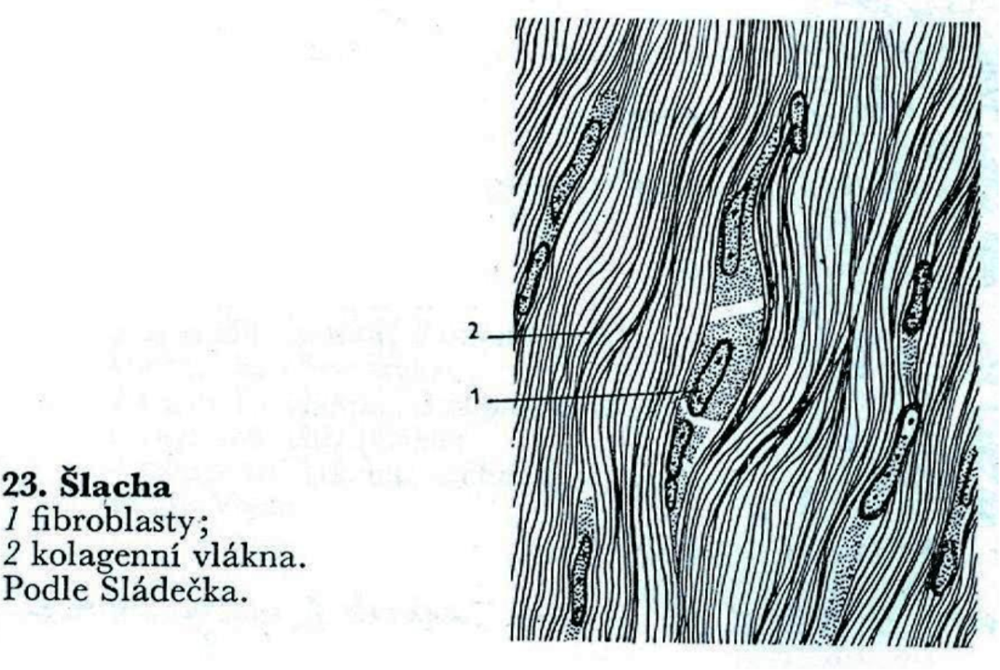 23. Šlacha
1 fibroblasty;
2 kolagenní vlákna.
Podle Sládečka.
2
1